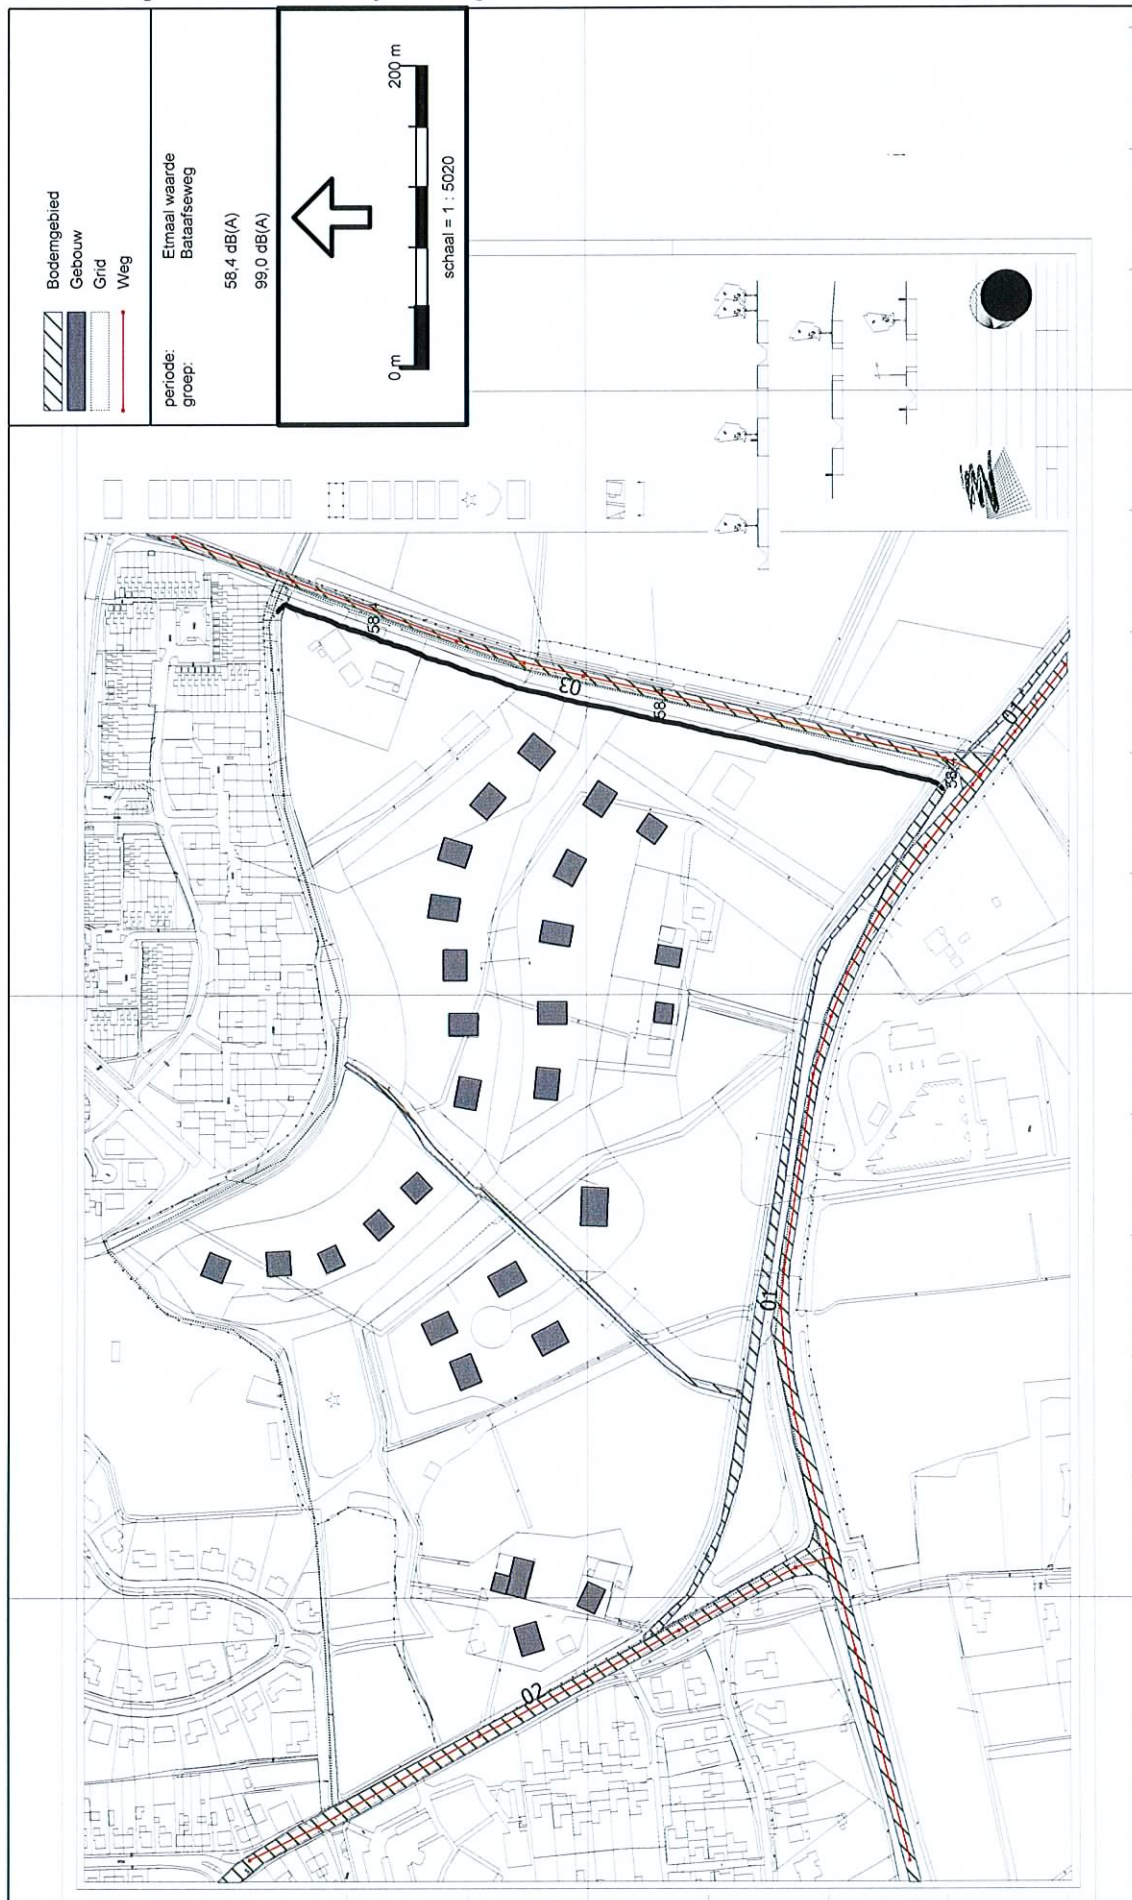 Bodemgebied
Gebouw
Grid
Weg
periode: Etmaal waarde
groep: Bataafseweg
58,4 dB(A)
99,0 dB(A)
0 m 200 m
schaal = 1 : 5020
58,4
03
58,4
58,4
01
01
02